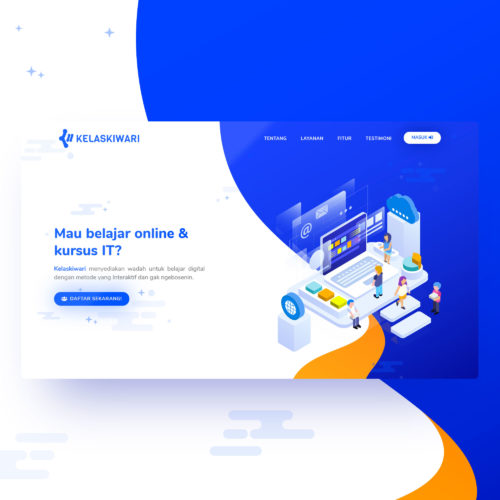 KELASKIWARI
TENTANG LAYANAN FITUR TESTIMONI MASUK
Mau belajar online &
kursus IT?
Kelaskiwari menyediakan wadah untuk belajar digital
dengan metode yang Interaktif dan gak ngebosenin.
DAFTAR SEKARANG!
@